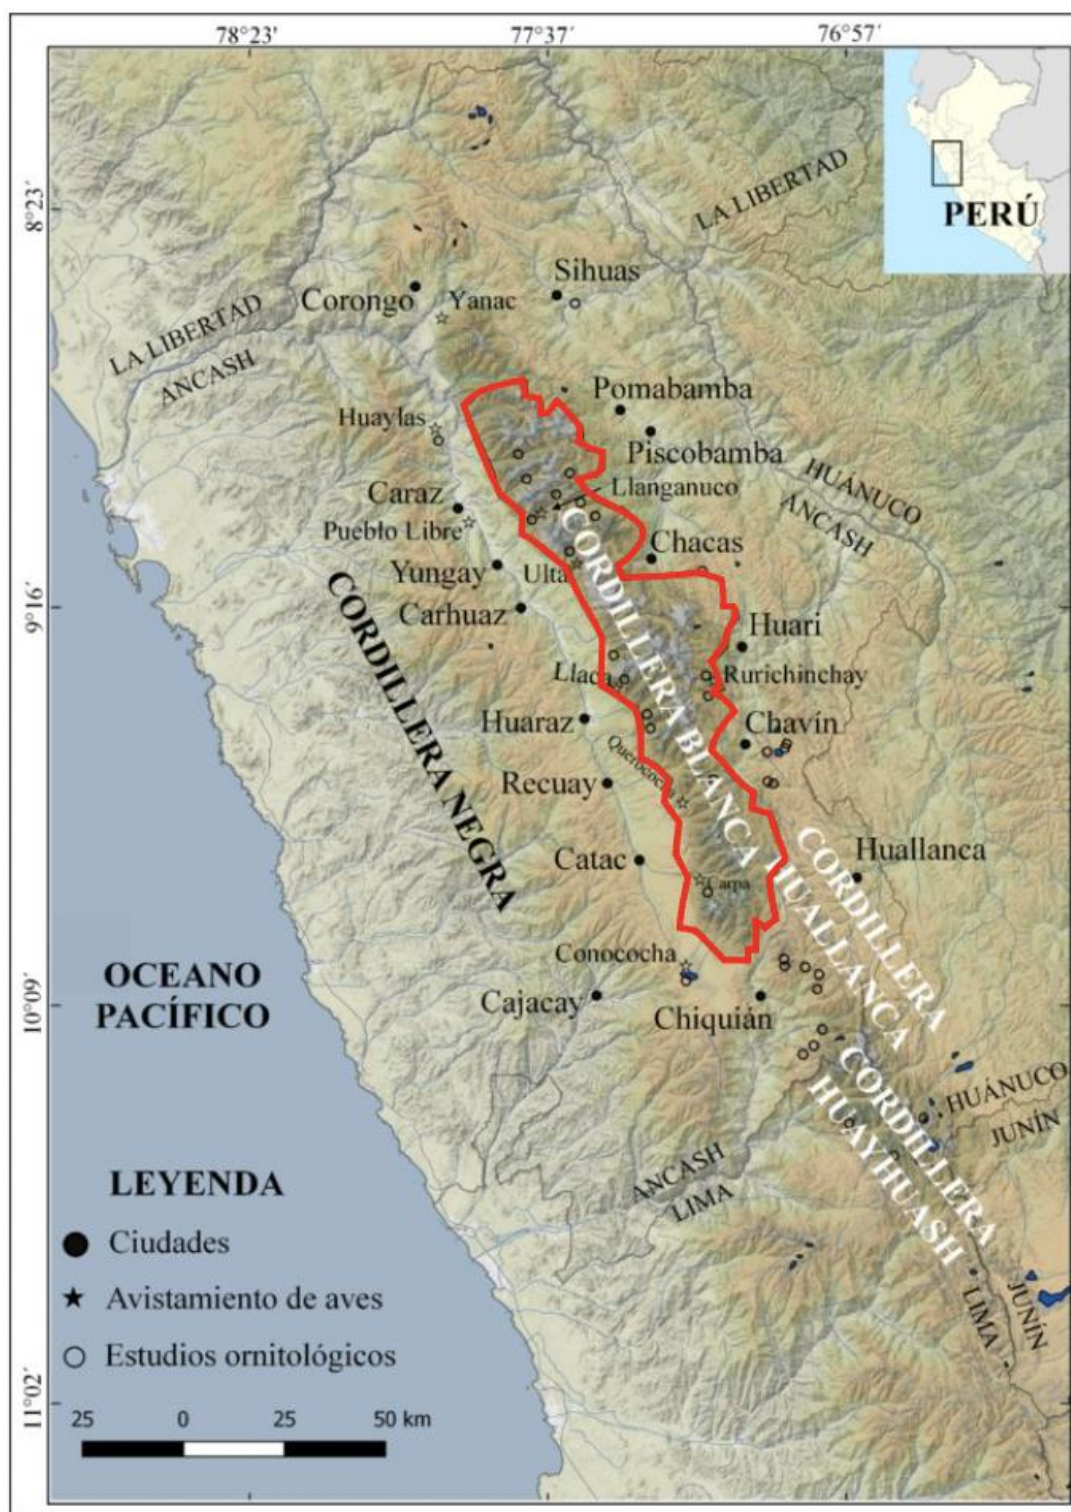 78°23′
77°37′
76°57′
8°23′
9°16′
10°09′
11°02′
PERÚ
LA LIBERTAD
Sihuas
Corongo
Yanac
LA LIBERTAD
ANCASH
Pomabamba
Huaylas
Piscobamba
HUÁNUCO
ANCASH
Llanganuco
Caraz
Pueblo Libre
Chacas
Yungay
Ulta
Carhuaz
CORDILLERA NEGRA
CORDILLERA BLANCA
Huari
Llaca
Rurichinchay
Huaraz
Chavín
Querococha
Recuay
Catac
Carpa
CORDILLERA
HUALLANCA
Huallanca
OCEANO
PACÍFICO
Conococha
Cajacay
Chiquián
CORDILLERA
HUAYHUASH
HUÁNUCO
JUNÍN
ANCASH
LIMA
LIMA
JUNÍN
LEYENDA
Ciudades
Avistamiento de aves
Estudios ornitológicos
25 0 25 50 km